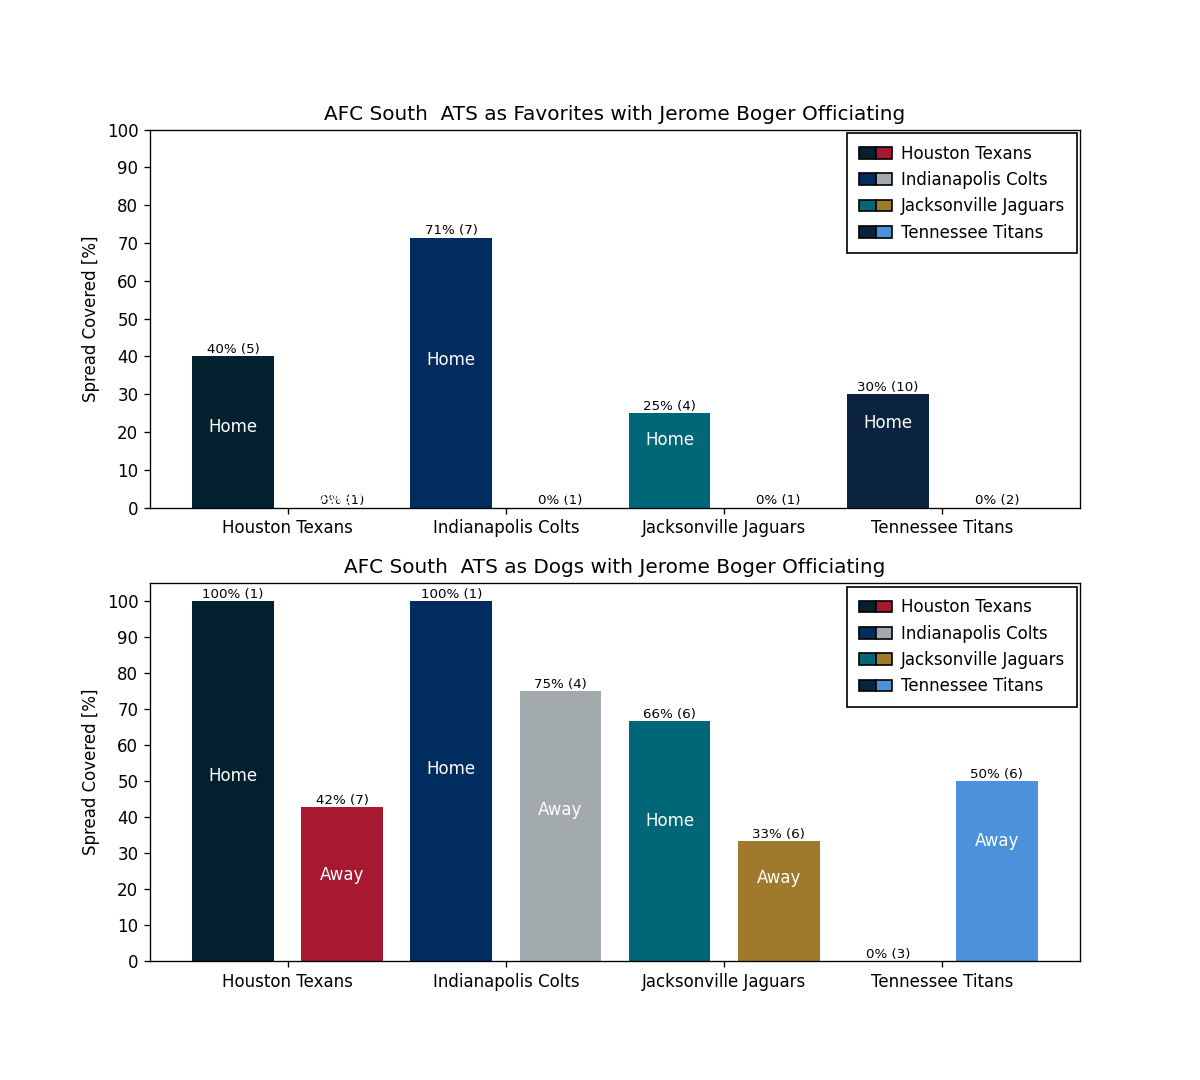 AFC South  ATS as Favorites with Jerome Boger Officiating
Spread Covered [%]
100
90
80
70
60
50
40
30
20
10
0
Houston Texans
Indianapolis Colts
Jacksonville Jaguars
Tennessee Titans
71% (7)
40% (5)
30% (10)
25% (4)
Home
Home
Home
Home
0% (1)
0% (1)
0% (1)
0% (2)
Houston Texans
Indianapolis Colts
Jacksonville Jaguars
Tennessee Titans
AFC South  ATS as Dogs with Jerome Boger Officiating
Spread Covered [%]
100
90
80
70
60
50
40
30
20
10
0
Houston Texans
Indianapolis Colts
Jacksonville Jaguars
Tennessee Titans
100% (1)
42% (7)
100% (1)
75% (4)
66% (6)
33% (6)
0% (3)
50% (6)
Home
Away
Home
Away
Home
Away
Away
Houston Texans
Indianapolis Colts
Jacksonville Jaguars
Tennessee Titans